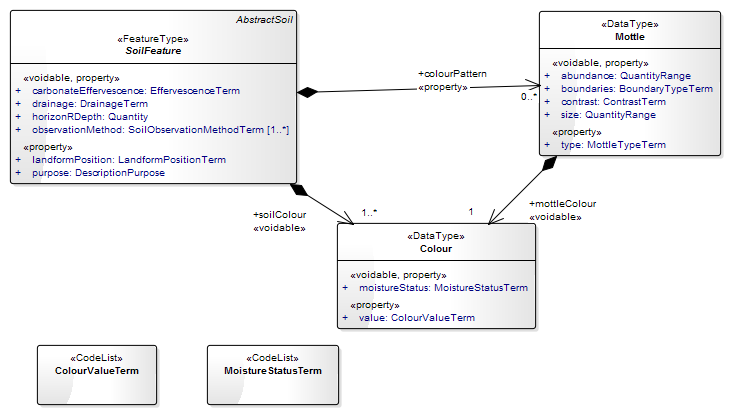 AbstractSoil
«FeatureType»
SoilFeature
«voidable, property»
+ carbonateEffervescence: EffervescenceTerm
+ drainage: DrainageTerm
+ horizonRDepth: Quantity
+ observationMethod: SoilObservationMethodTerm [1..*]
«property»
+ landformPosition: LandformPositionTerm
+ purpose: DescriptionPurpose
+colourPattern
«property»
0..*
«DataType»
Mottle
«voidable, property»
+ abundance: QuantityRange
+ boundaries: BoundaryTypeTerm
+ contrast: ContrastTerm
+ size: QuantityRange
«property»
+ type: MottleTypeTerm
+soilColour
«voidable»
1..*
1
+mottleColour
«voidable»
«DataType»
Colour
«voidable, property»
+ moistureStatus: MoistureStatusTerm
«property»
+ value: ColourValueTerm
«CodeList»
ColourValueTerm
«CodeList»
MoistureStatusTerm